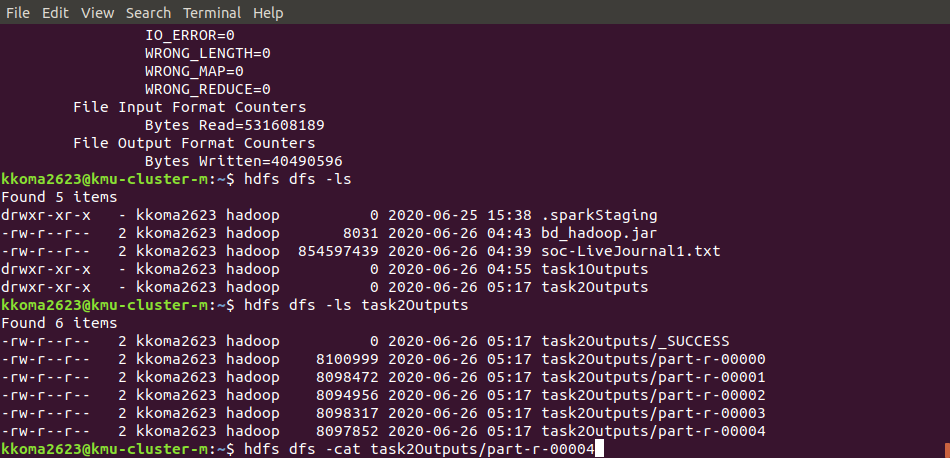 File Edit View Search Terminal Help
IO_ERROR=0
WRONG_LENGTH=0
WRONG_MAP=0
WRONG_REDUCE=0
File Input Format Counters
Bytes Read=531608189
File Output Format Counters
Bytes Written=40490596
kkoma2623@kmu-cluster-m:~$ hdfs dfs -ls
Found 5 items
drwxr-xr-x   - kkoma2623 hadoop          0 2020-06-25 15:38 .sparkStaging
-rw-r--r--   2 kkoma2623 hadoop       8031 2020-06-26 04:43 bd_hadoop.jar
-rw-r--r--   2 kkoma2623 hadoop  854597439 2020-06-26 04:39 soc-LiveJournal1.txt
drwxr-xr-x   - kkoma2623 hadoop          0 2020-06-26 04:55 task1Outputs
drwxr-xr-x   - kkoma2623 hadoop          0 2020-06-26 05:17 task2Outputs
kkoma2623@kmu-cluster-m:~$ hdfs dfs -ls task2Outputs
Found 6 items
-rw-r--r--   2 kkoma2623 hadoop          0 2020-06-26 05:17 task2Outputs/_SUCCESS
-rw-r--r--   2 kkoma2623 hadoop    8100999 2020-06-26 05:17 task2Outputs/part-r-00000
-rw-r--r--   2 kkoma2623 hadoop    8098472 2020-06-26 05:17 task2Outputs/part-r-00001
-rw-r--r--   2 kkoma2623 hadoop    8094956 2020-06-26 05:17 task2Outputs/part-r-00002
-rw-r--r--   2 kkoma2623 hadoop    8098317 2020-06-26 05:17 task2Outputs/part-r-00003
-rw-r--r--   2 kkoma2623 hadoop    8097852 2020-06-26 05:17 task2Outputs/part-r-00004
kkoma2623@kmu-cluster-m:~$ hdfs dfs -cat task2Outputs/part-r-00004